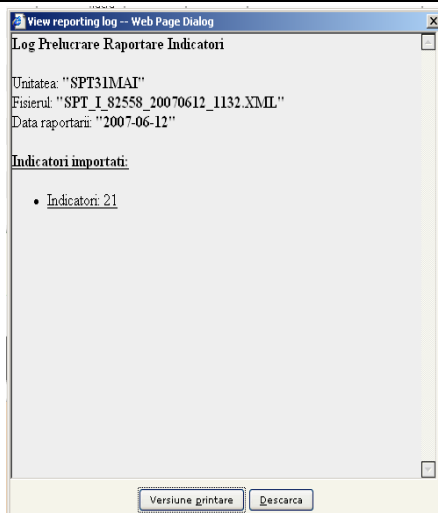 View reporting log -- Web Page Dialog
Log Prelucrare Raportare Indicatori
Unitatea: "SPT31MAI"
Fisierul: "SPT_I_82558_20070612_1132.XML"
Data raportarii: "2007-06-12"
Indicatori importati:
• Indicatori: 21
Versiune printare Descarca